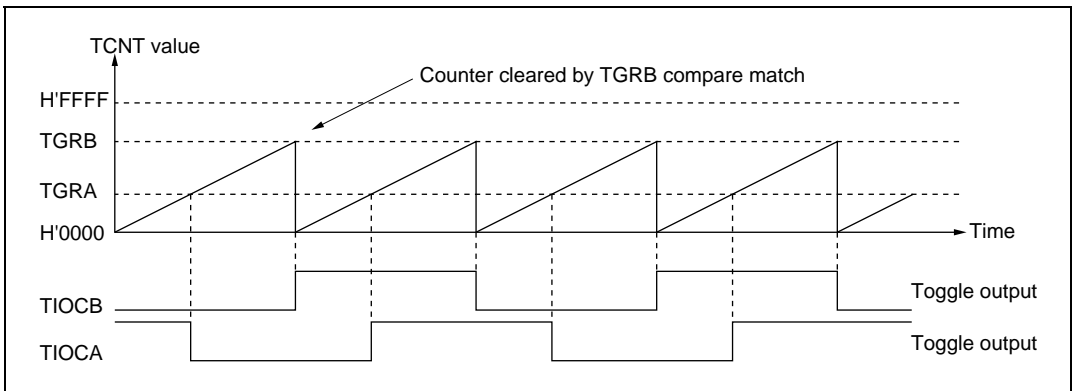 TCNT value
Counter cleared by TGRB compare match
H'FFFF
TGRB
TGRA
H'0000
Time
TIOCB
Toggle output
TIOCA
Toggle output